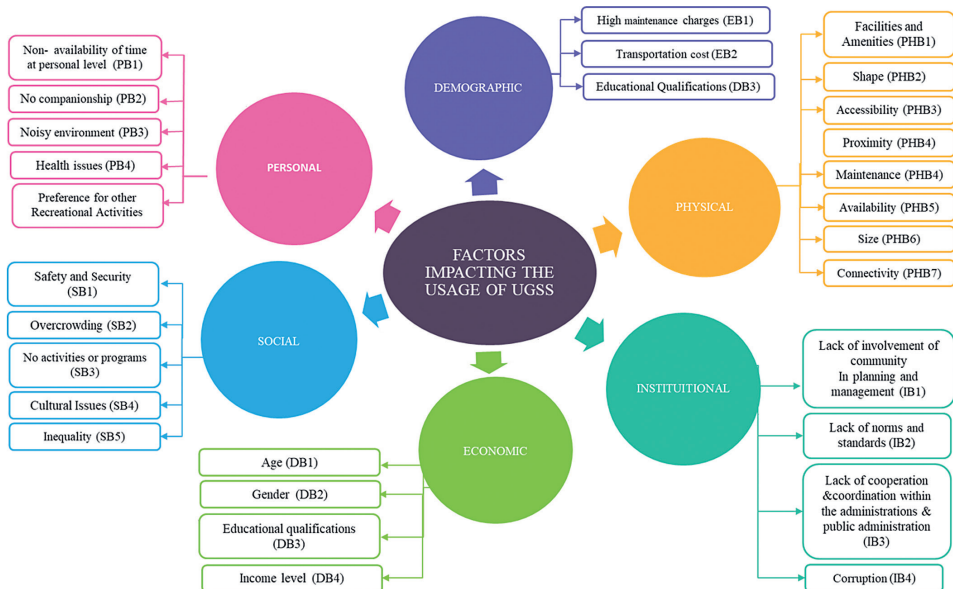 FACTORS
IMPACTING THE
USAGE OF UGSS
PERSONAL
Non- availability of time
at personal level (PB1)
No companionship (PB2)
Noisy environment (PB3)
Health issues (PB4)
Preference for other
Recreational Activities
DEMOGRAPHIC
High maintenance charges (EB1)
Transportation cost (EB2
Educational Qualifications (DB3)
PHYSICAL
Facilities and
Amenities (PHB1)
Shape (PHB2)
Accessibility (PHB3)
Proximity (PHB4)
Maintenance (PHB4)
Availability (PHB5)
Size (PHB6)
Connectivity (PHB7)
SOCIAL
Safety and Security
(SB1)
Overcrowding (SB2)
No activities or programs
(SB3)
Cultural Issues (SB4)
Inequality (SB5)
ECONOMIC
Age (DB1)
Gender (DB2)
Educational qualifications
(DB3)
Income level (DB4)
INSTITUITIONAL
Lack of involvement of
community
In planning and
management (IB1)
Lack of norms and
standards (IB2)
Lack of cooperation
&coordination within
the administrations &
public administration
(IB3)
Corruption (IB4)